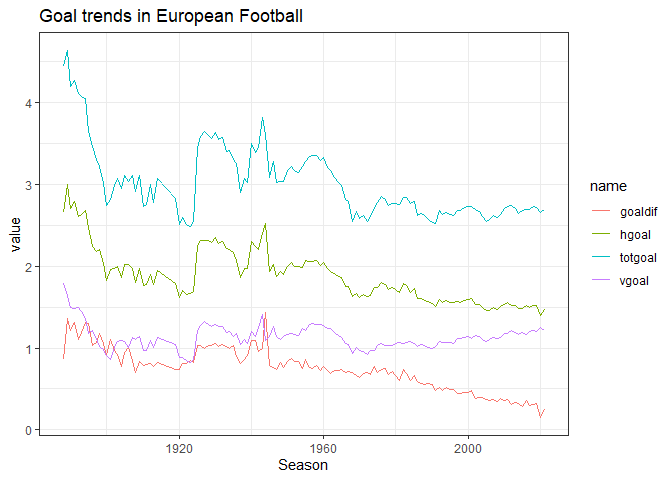 Goal trends in European Football
4
3
2
1
0
value
1920
1960
2000
Season
name
goaldif
hgoal
totgoal
vgoal